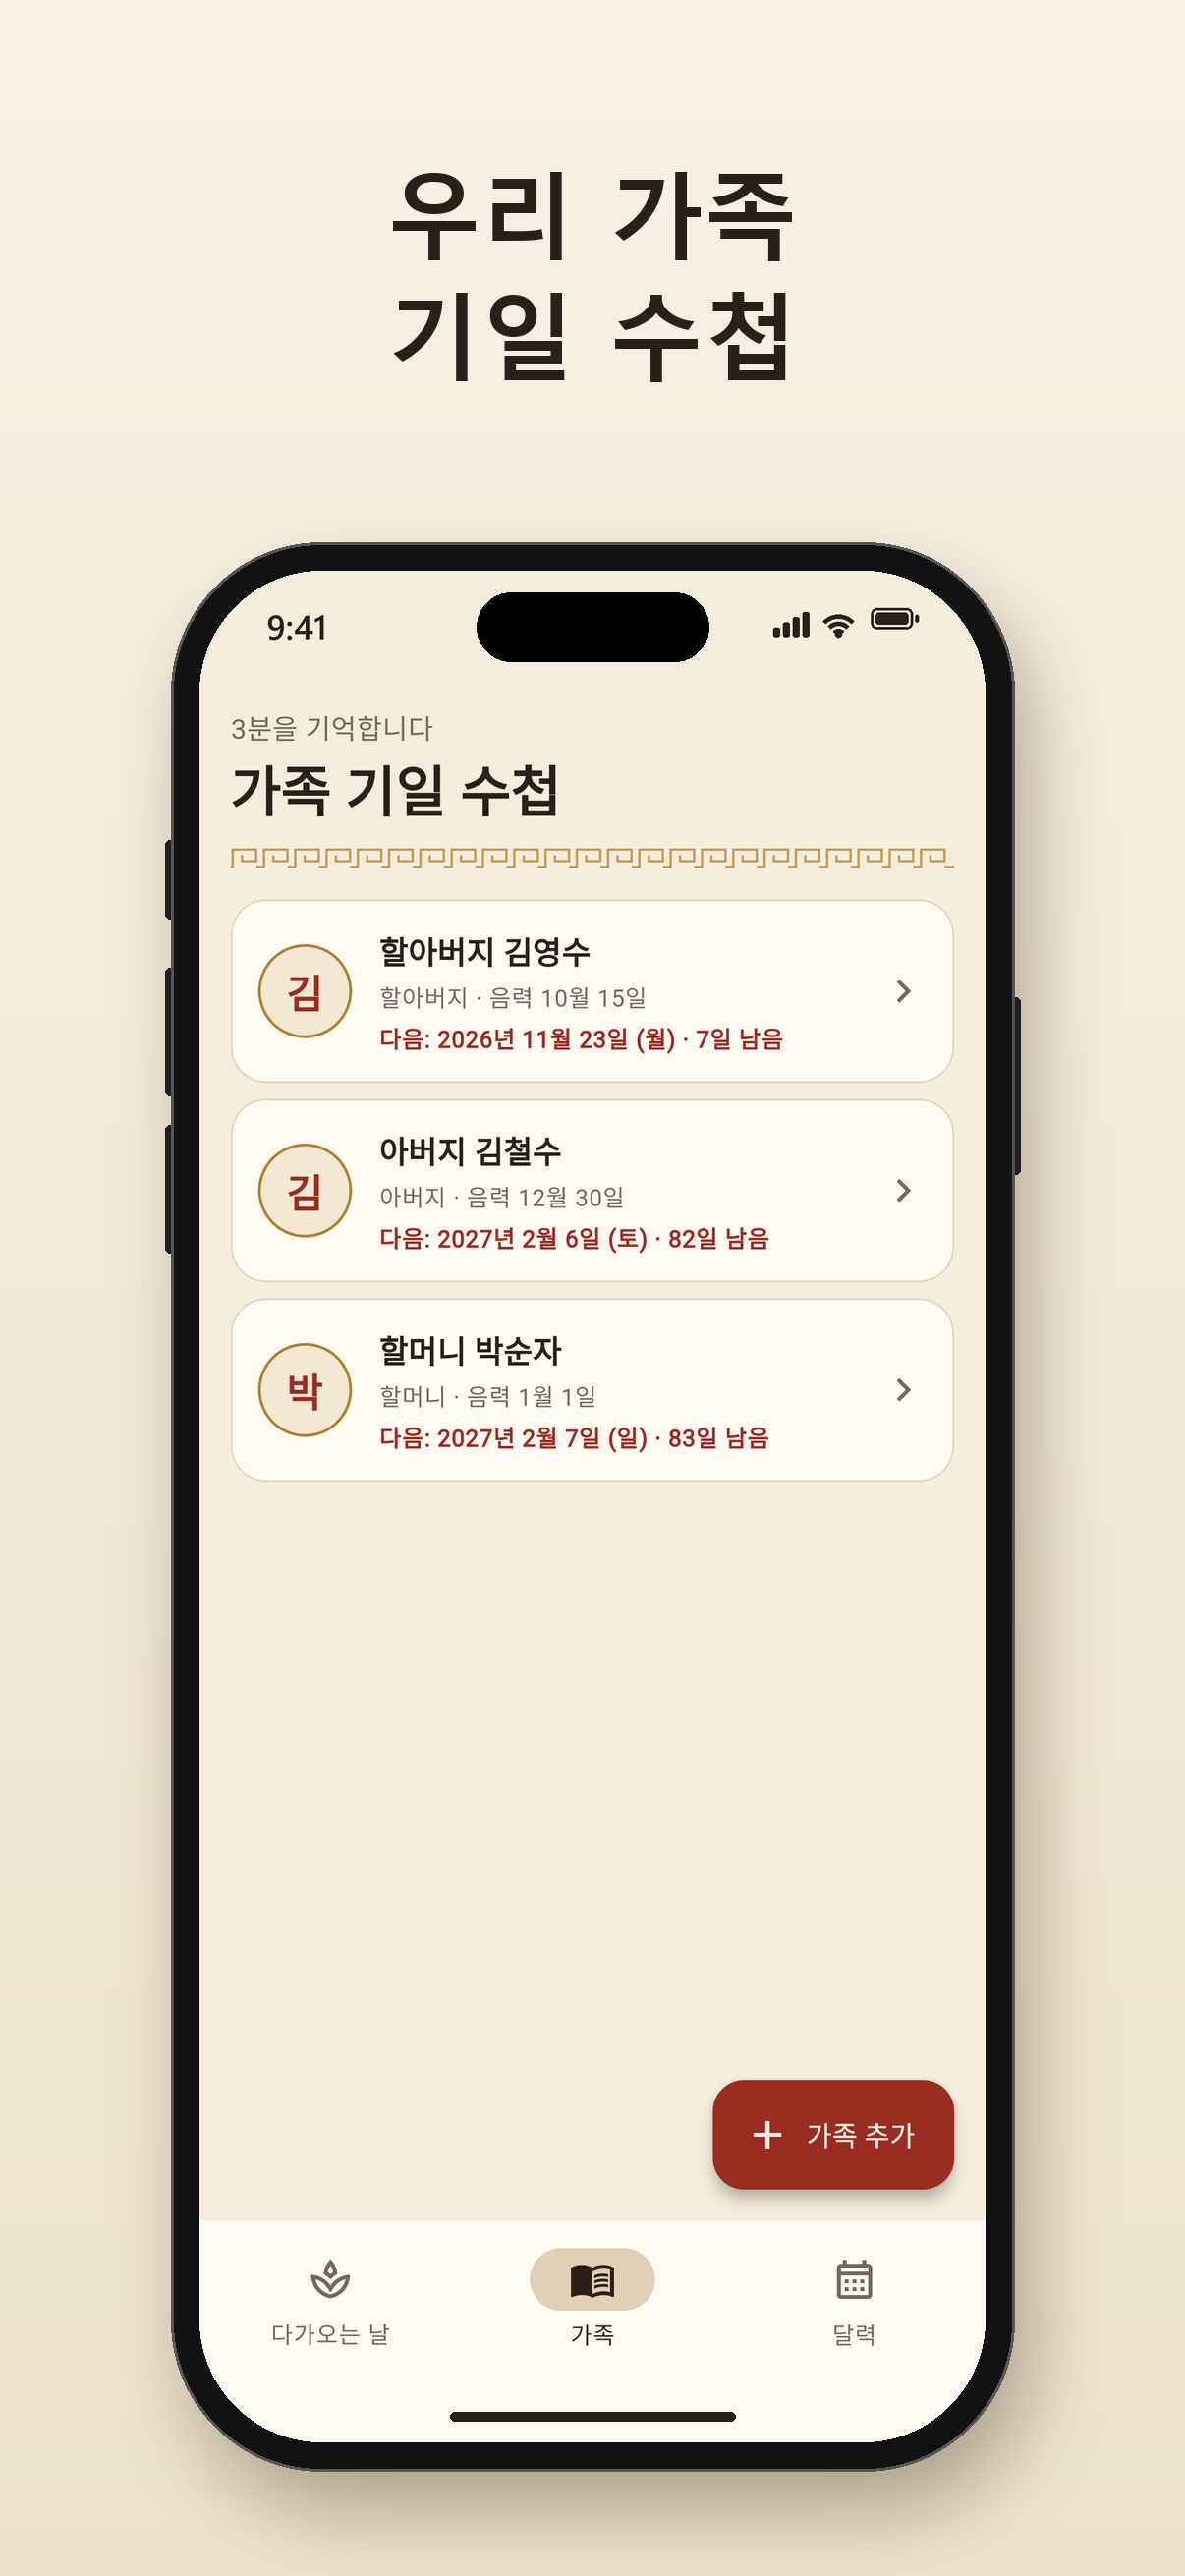 우리 가족
기일 수첩
9:41
3분을 기억합니다
가족 기일 수첩
김
할아버지 김영수
할아버지 · 음력 10월 15일
다음: 2026년 11월 23일 (월) · 7일 남음
김
아버지 김철수
아버지 · 음력 12월 30일
다음: 2027년 2월 6일 (토) · 82일 남음
박
할머니 박순자
할머니 · 음력 1월 1일
다음: 2027년 2월 7일 (일) · 83일 남음
+ 가족 추가
다가오는 날
가족
달력